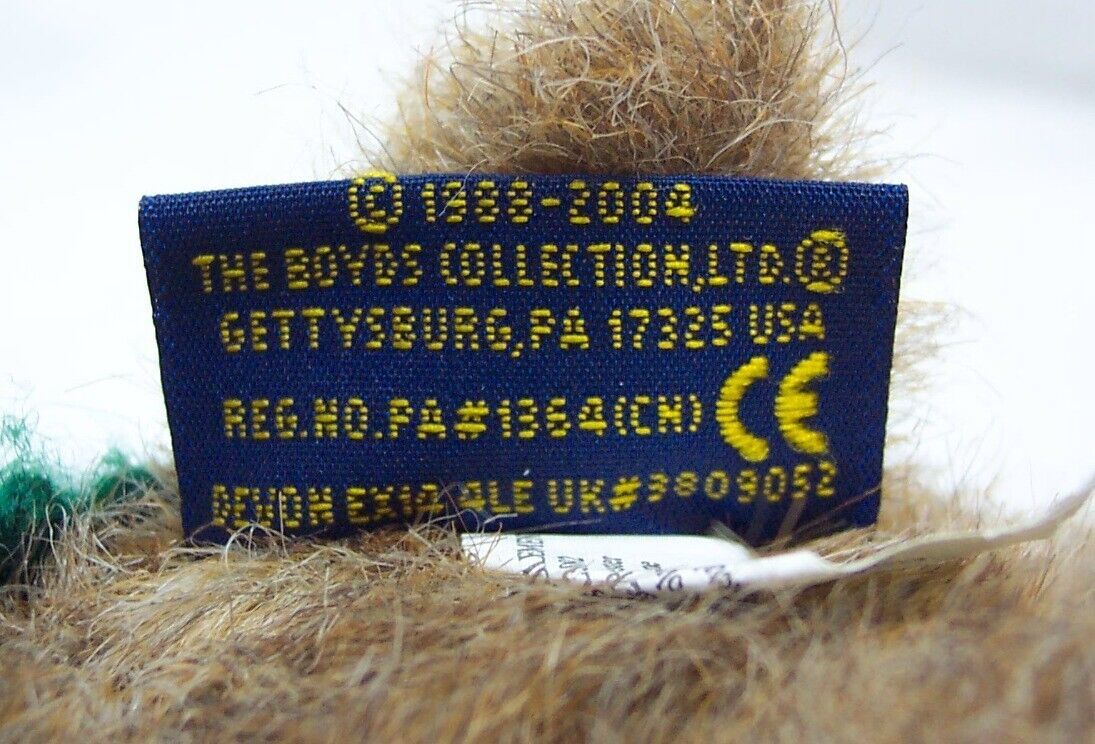 © 1988-2004
THE BOYDS COLLECTION,LTD.®
GETTYSBURG,PA 17325 USA
REG.NO.PA#1364(CN) CE
DEVON EX14 4LE UK#3809052